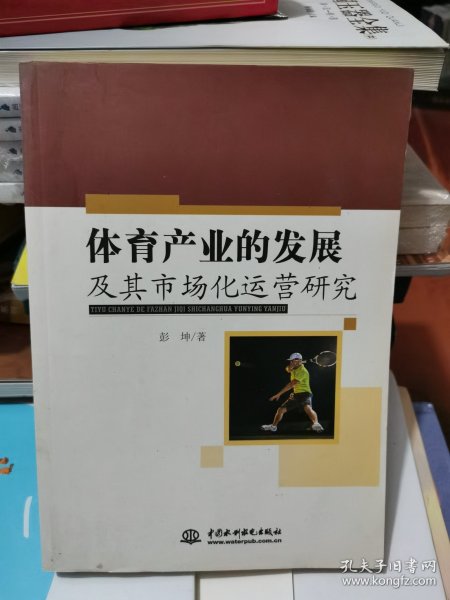 体育产业的发展
及其市场化运营研究
TIYU CHANYE DE FAZHAN JIQI SHICHANGHUA YUNYING YANJIU
彭 坤/著
中国水利水电出版社
www.waterpub.com.cn
孔夫子旧书网
www.kongfz.com